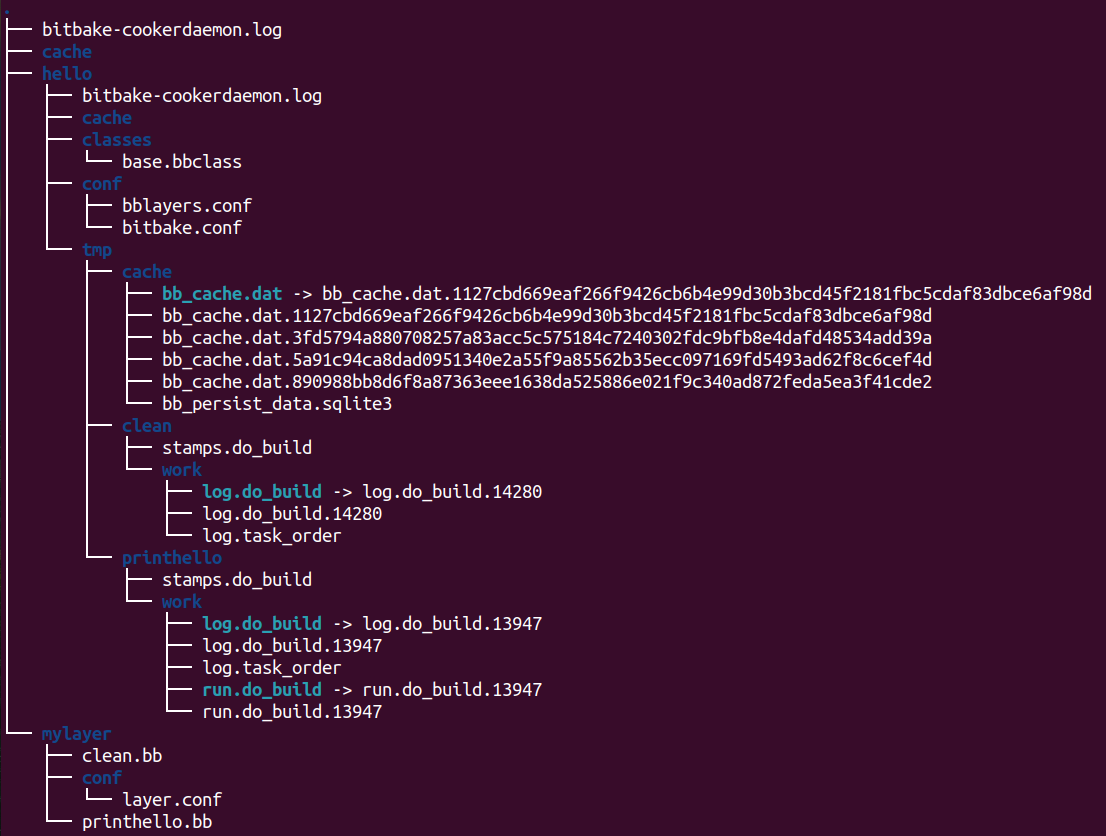 .
├── bitbake-cookerdaemon.log
├── cache
├── hello
│   ├── bitbake-cookerdaemon.log
│   ├── cache
│   ├── classes
│   │   └── base.bbclass
│   ├── conf
│   │   ├── bblayers.conf
│   │   └── bitbake.conf
│   └── tmp
│       ├── cache
│       │   ├── bb_cache.dat -> bb_cache.dat.1127cbd669eaf266f9426cb6b4e99d30b3bcd45f2181fbc5cdaf83dbce6af98d
│       │   ├── bb_cache.dat.1127cbd669eaf266f9426cb6b4e99d30b3bcd45f2181fbc5cdaf83dbce6af98d
│       │   ├── bb_cache.dat.3fd5794a880708257a83acc5c575184c7240302fdc9bfb8e4dafd48534add39a
│       │   ├── bb_cache.dat.5a91c94ca8dad0951340e2a55f9a85562b35ecc097169fd5493ad62f8c6cef4d
│       │   ├── bb_cache.dat.890988bb8d6f8a87363eee1638da525886e021f9c340ad872feda5ea3f41cde2
│       │   └── bb_persist_data.sqlite3
│       ├── clean
│       │   ├── stamps.do_build
│       │   └── work
│       │       ├── log.do_build -> log.do_build.14280
│       │       ├── log.do_build.14280
│       │       └── log.task_order
│       └── printhello
│           ├── stamps.do_build
│           └── work
│               ├── log.do_build -> log.do_build.13947
│               ├── log.do_build.13947
│               ├── log.task_order
│               ├── run.do_build -> run.do_build.13947
│               └── run.do_build.13947
└── mylayer
    ├── clean.bb
    ├── conf
    │   └── layer.conf
    └── printhello.bb